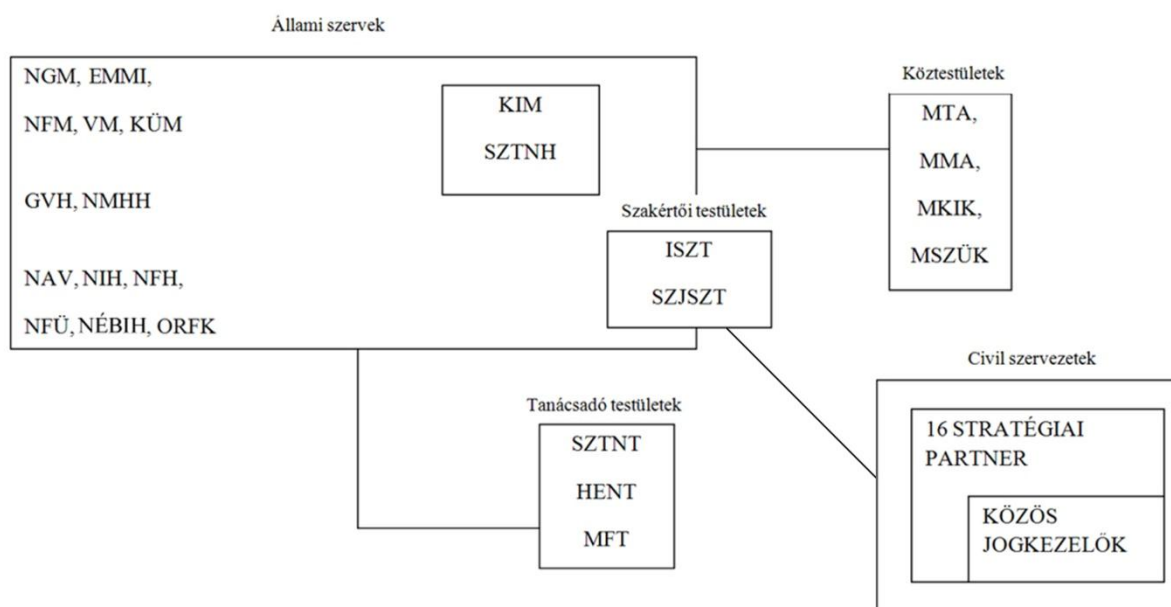 Állami szervek
NGM, EMMI,
NFM, VM, KÜM
GVH, NMHH
NAV, NIH, NFH,
NFÜ, NÉBIH, ORFK
KIM
SZTNH
Szakértői testületek
ISZT
SZJSZT
Köztestületek
MTA,
MMA,
MKIK,
MSZÜK
Tanácsadó testületek
SZTNT
HENT
MFT
Civil szervezetek
16 STRATÉGIAI
PARTNER
KÖZÖS
JOGKEZELŐK